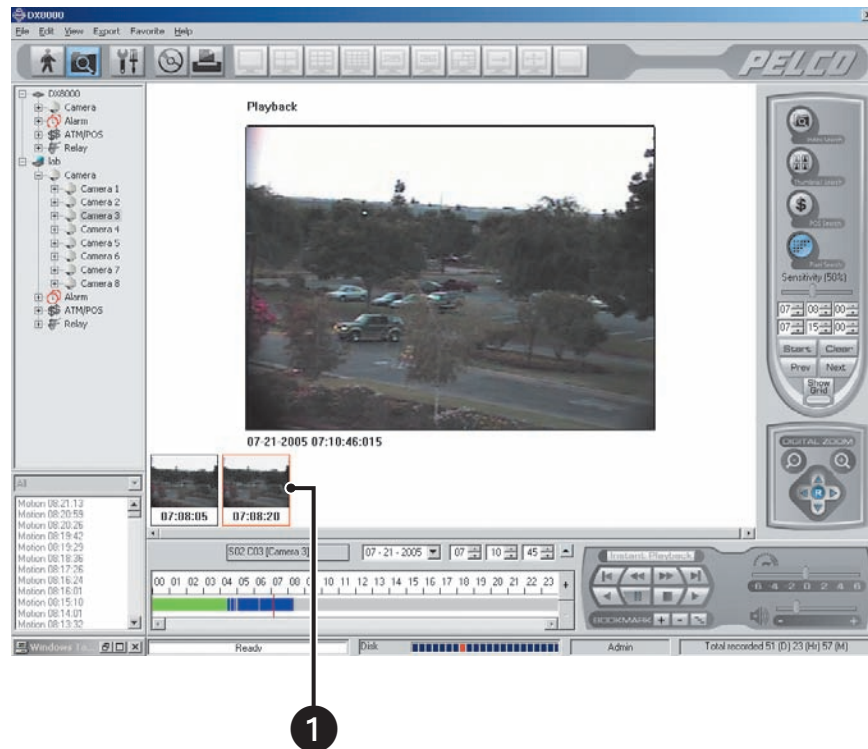 DX8000
File Edit View Export Favorite Help
PELCO
DX8000
Camera
Alarm
ATM/POS
Relay
lab
Camera
Camera 1
Camera 2
Camera 3
Camera 4
Camera 5
Camera 6
Camera 7
Camera 8
Alarm
ATM/POS
Relay
Playback
07-21-2005 07:10:46:015
07:08:05 07:08:20
POS Search
Sensitivity (50%)
07 08 00
07 15 00
Start Clear
Prev Next
Show
Grid
DIGITAL ZOOM
R
All
Motion 08:21:13
Motion 08:20:59
Motion 08:20:26
Motion 08:19:42
Motion 08:19:29
Motion 08:18:36
Motion 08:17:26
Motion 08:16:24
Motion 08:16:01
Motion 08:15:10
Motion 08:14:01
Motion 08:13:32
S02 C03 [Camera 3]
07 - 21 - 2005 07 10 45
00 01 02 03 04 05 06 07 08 09 10 11 12 13 14 15 16 17 18 19 20 21 22 23
Instant Playback
BOOKMARK
-6 -4 -2 0 2 4 6
Windows
Ready
Disk
Admin
Total recorded 51 (D) 23 (Hr) 57 (M)
1